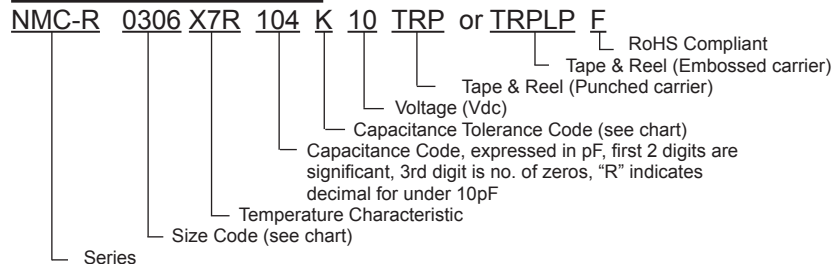 NMC-R 0306 X7R 104 K 10 TRP or TRPLP F
RoHS Compliant
Tape & Reel (Embossed carrier)
Tape & Reel (Punched carrier)
Voltage (Vdc)
Capacitance Tolerance Code (see chart)
Capacitance Code, expressed in pF, first 2 digits are
significant, 3rd digit is no. of zeros, “R” indicates
decimal for under 10pF
Temperature Characteristic
Size Code (see chart)
Series